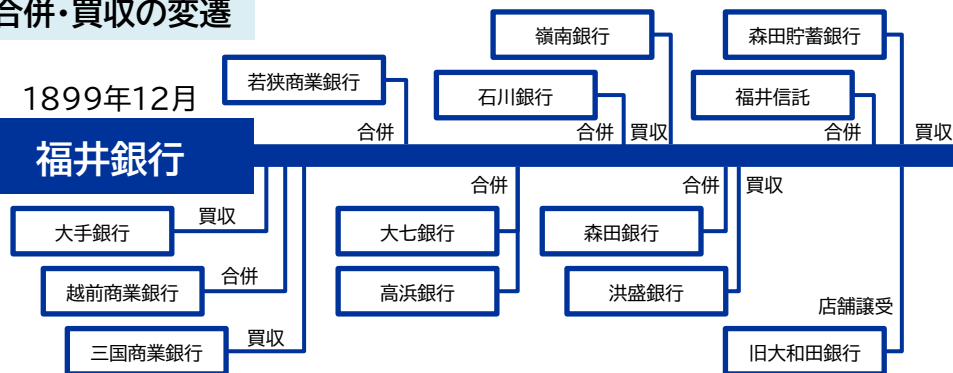 合併・買収の変遷
嶺南銀行
森田貯蓄銀行
若狭商業銀行
石川銀行
福井信託
1899年12月
合併
合併
買収
合併
買収
福井銀行
合併
合併
買収
大手銀行
買収
大七銀行
森田銀行
越前商業銀行
合併
高浜銀行
洪盛銀行
店舗譲受
三国商業銀行
買収
旧大和田銀行